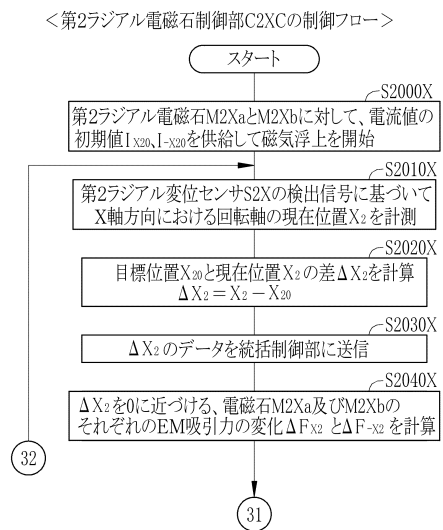 ＜第2ラジアル電磁石制御部C2XCの制御フロー＞
スタート
S2000X
第2ラジアル電磁石M2XaとM2Xbに対して、電流値の
初期値IX20、I-X20を供給して磁気浮上を開始
S2010X
第2ラジアル変位センサS2Xの検出信号に基づいて
X軸方向における回転軸の現在位置X2を計測
S2020X
目標位置X20と現在位置X2の差ΔX2を計算
ΔX2＝X2－X20
S2030X
ΔX2のデータを統括制御部に送信
S2040X
ΔX2を0に近づける、電磁石M2Xa及びM2Xbの
それぞれのEM吸引力の変化ΔFX2 とΔF-X2を計算
32
31